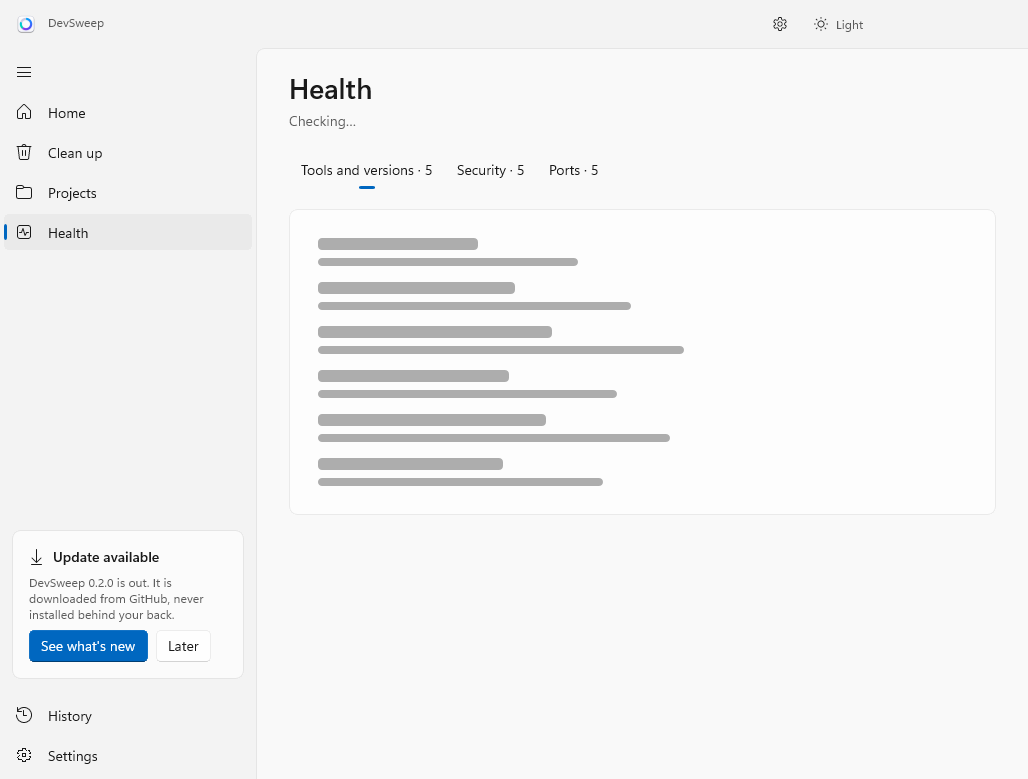 DevSweep
Light
Home
Clean up
Projects
Health
Health
Checking...
Tools and versions · 5
Security · 5
Ports · 5
Update available
DevSweep 0.2.0 is out. It is
downloaded from GitHub, never
installed behind your back.
See what's new
Later
History
Settings